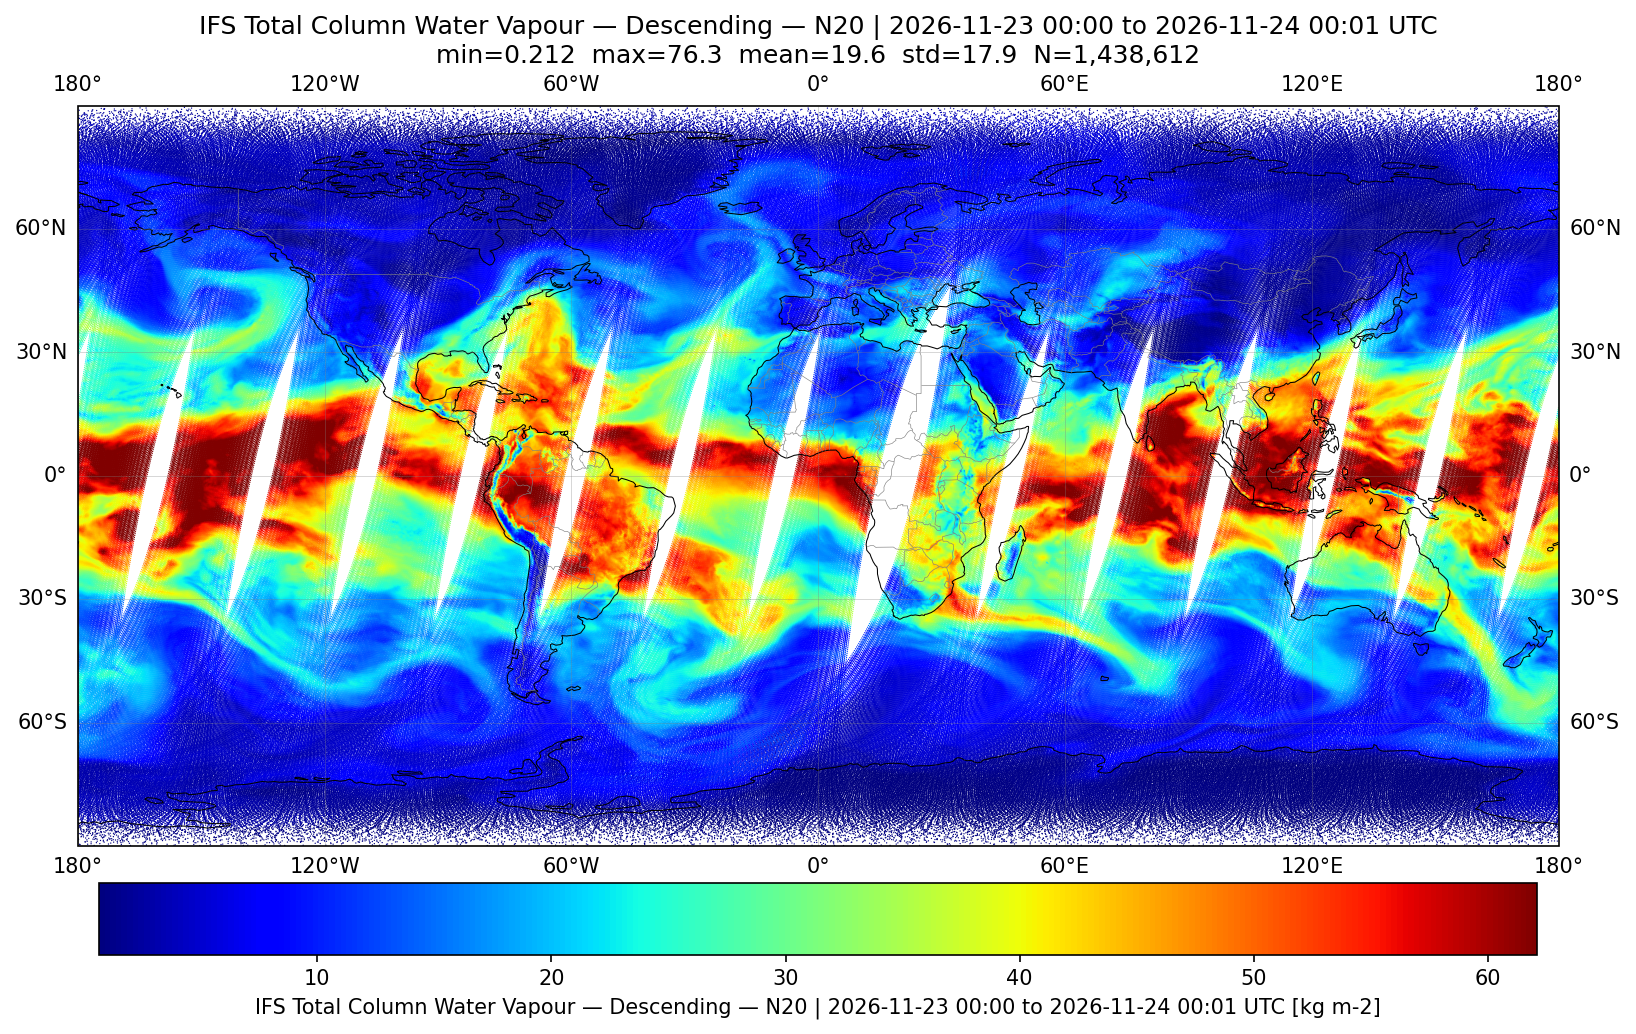 IFS Total Column Water Vapour — Descending — N20 | 2026-11-23 00:00 to 2026-11-24 00:01 UTC
min=0.212  max=76.3  mean=19.6  std=17.9  N=1,438,612
180° 120°W 60°W 0° 60°E 120°E 180°
60°N 60°N
30°N 30°N
0° 0°
30°S 30°S
60°S 60°S
180° 120°W 60°W 0° 60°E 120°E 180°
10 20 30 40 50 60
IFS Total Column Water Vapour — Descending — N20 | 2026-11-23 00:00 to 2026-11-24 00:01 UTC [kg m-2]